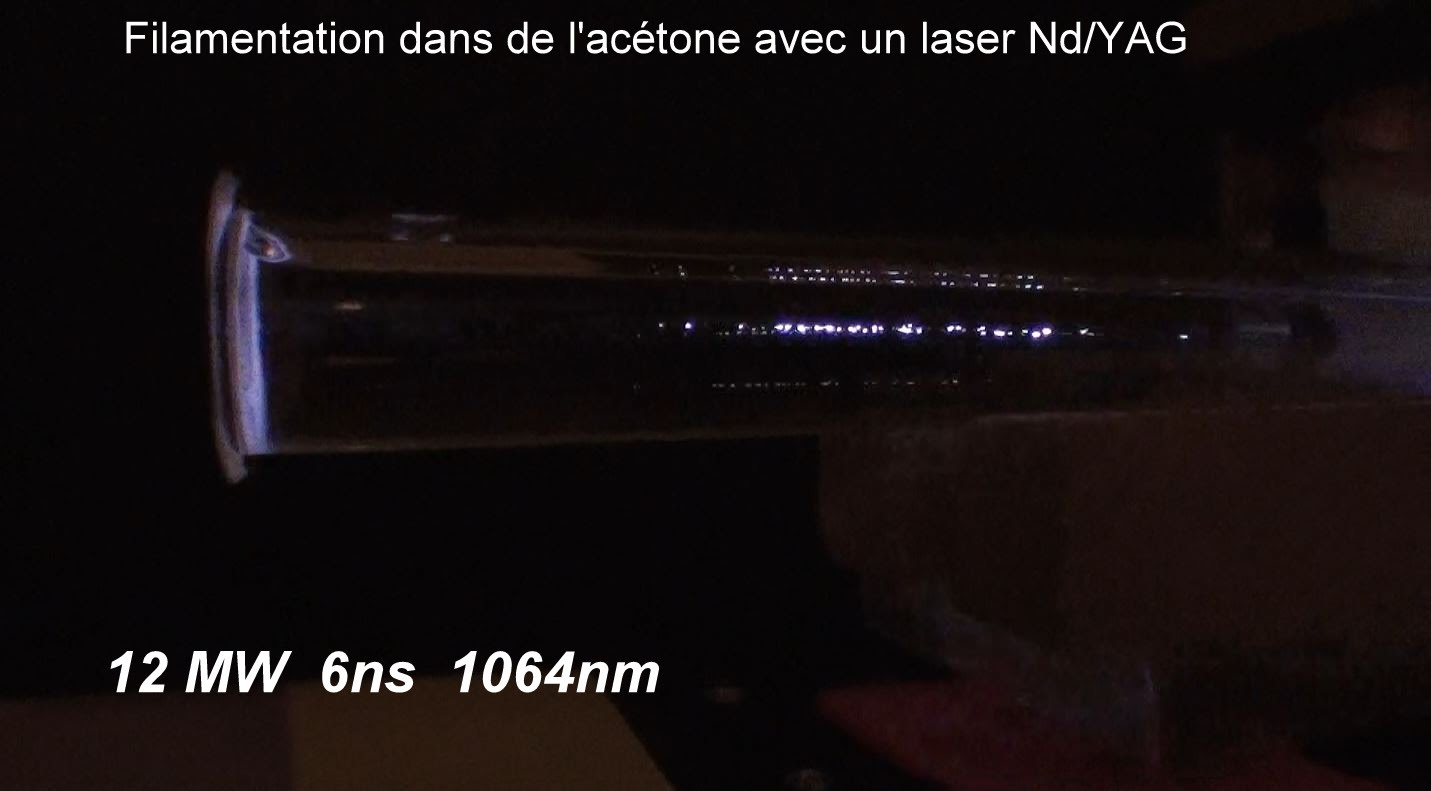 Filamentation dans de l'acétone avec un laser Nd/YAG
12 MW 6ns 1064nm